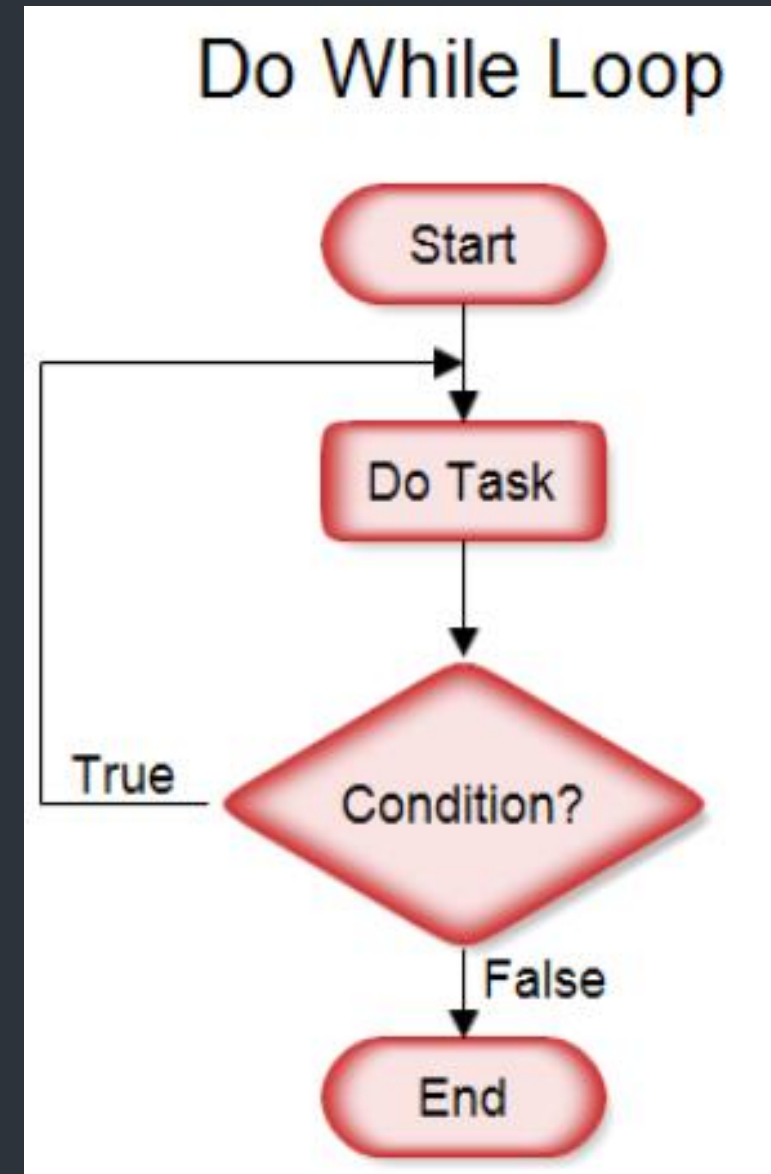 Do While Loop
Start
Do Task
True
Condition?
False
End